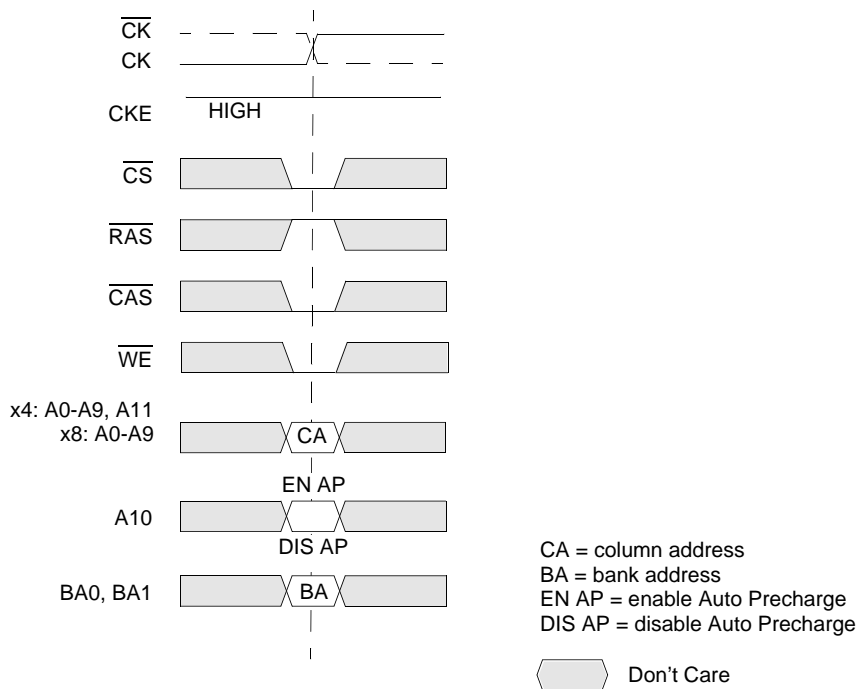 CK
CK
CKE HIGH
CS
RAS
CAS
WE
x4: A0-A9, A11
x8: A0-A9
CA
EN AP
A10
DIS AP
BA0, BA1 BA
CA = column address
BA = bank address
EN AP = enable Auto Precharge
DIS AP = disable Auto Precharge
Don't Care